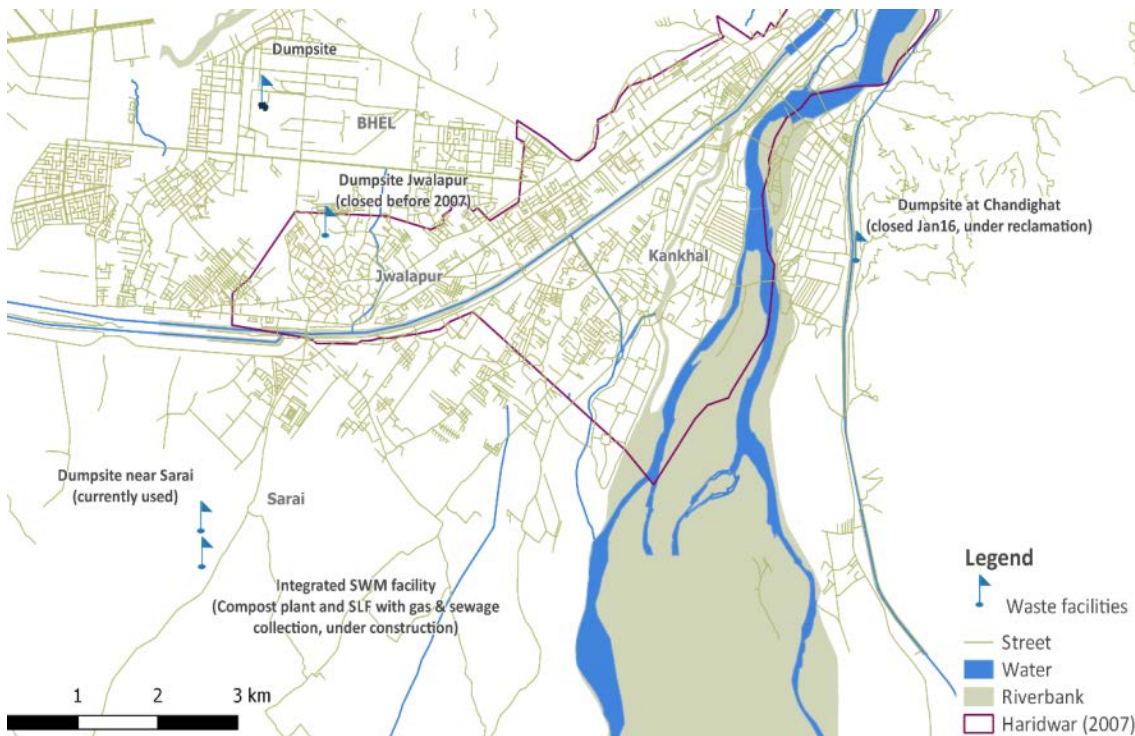 Dumpsite
BHEL
Dumpsite Jwalapur
(closed before 2007)
Dumpsite at Chandighat
(closed Jan16, under reclamation)
Kankhal
Jwalapur
Dumpsite near Sarai
(currently used)
Sarai
Integrated SWM facility
(Compost plant and SLF with gas & sewage
collection, under construction)
Legend
Waste facilities
Street
Water
Riverbank
Haridwar (2007)
1 2 3 km